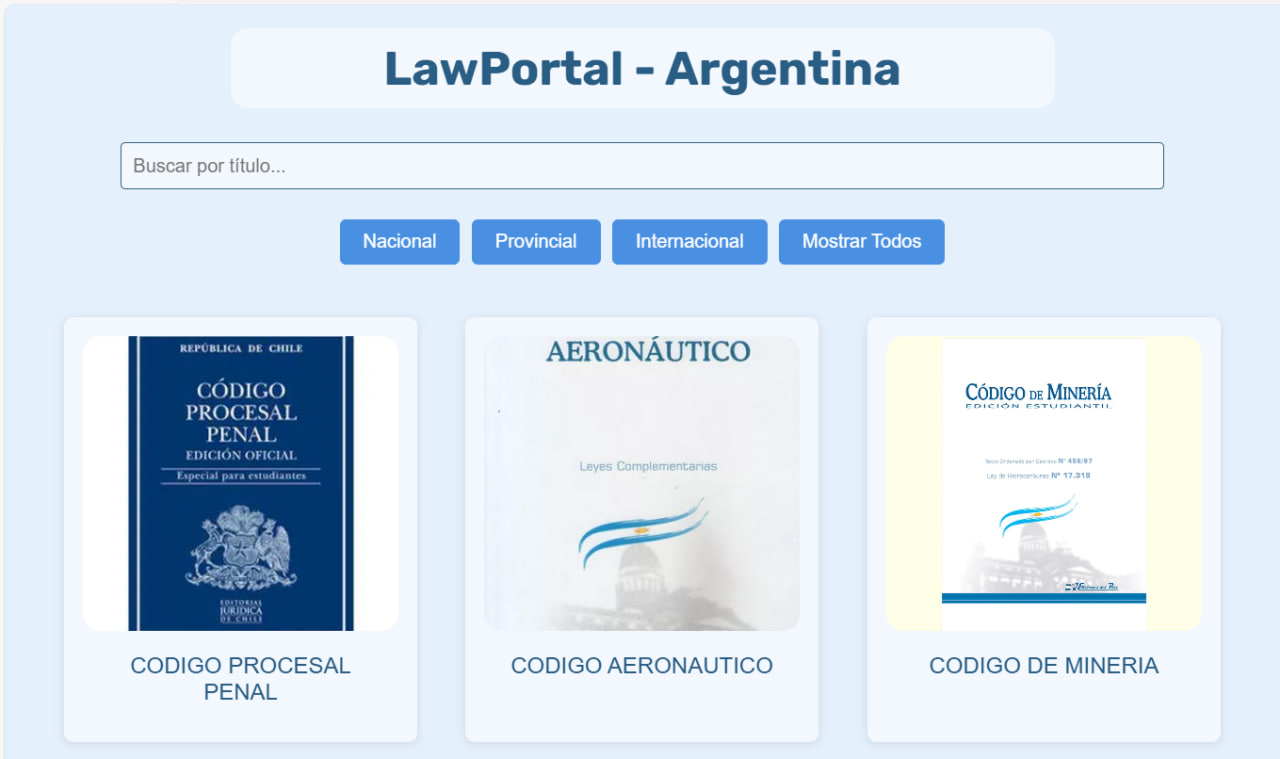 LawPortal - Argentina
Buscar por título...
Nacional
Provincial
Internacional
Mostrar Todos
REPÚBLICA DE CHILE
CÓDIGO
PROCESAL
PENAL
EDICIÓN OFICIAL
Especial para estudiantes
EDITORIAL
JURIDICA
DE CHILE
CODIGO PROCESAL
PENAL
AERONÁUTICO
Leyes Complementarias
CODIGO AERONAUTICO
CÓDIGO DE MINERÍA
EDICIÓN ESTUDIANTIL
Texto Ordenado por Decreto Nº 456/97
Ley de Hidrocarburos Nº 17.319
CODIGO DE MINERIA